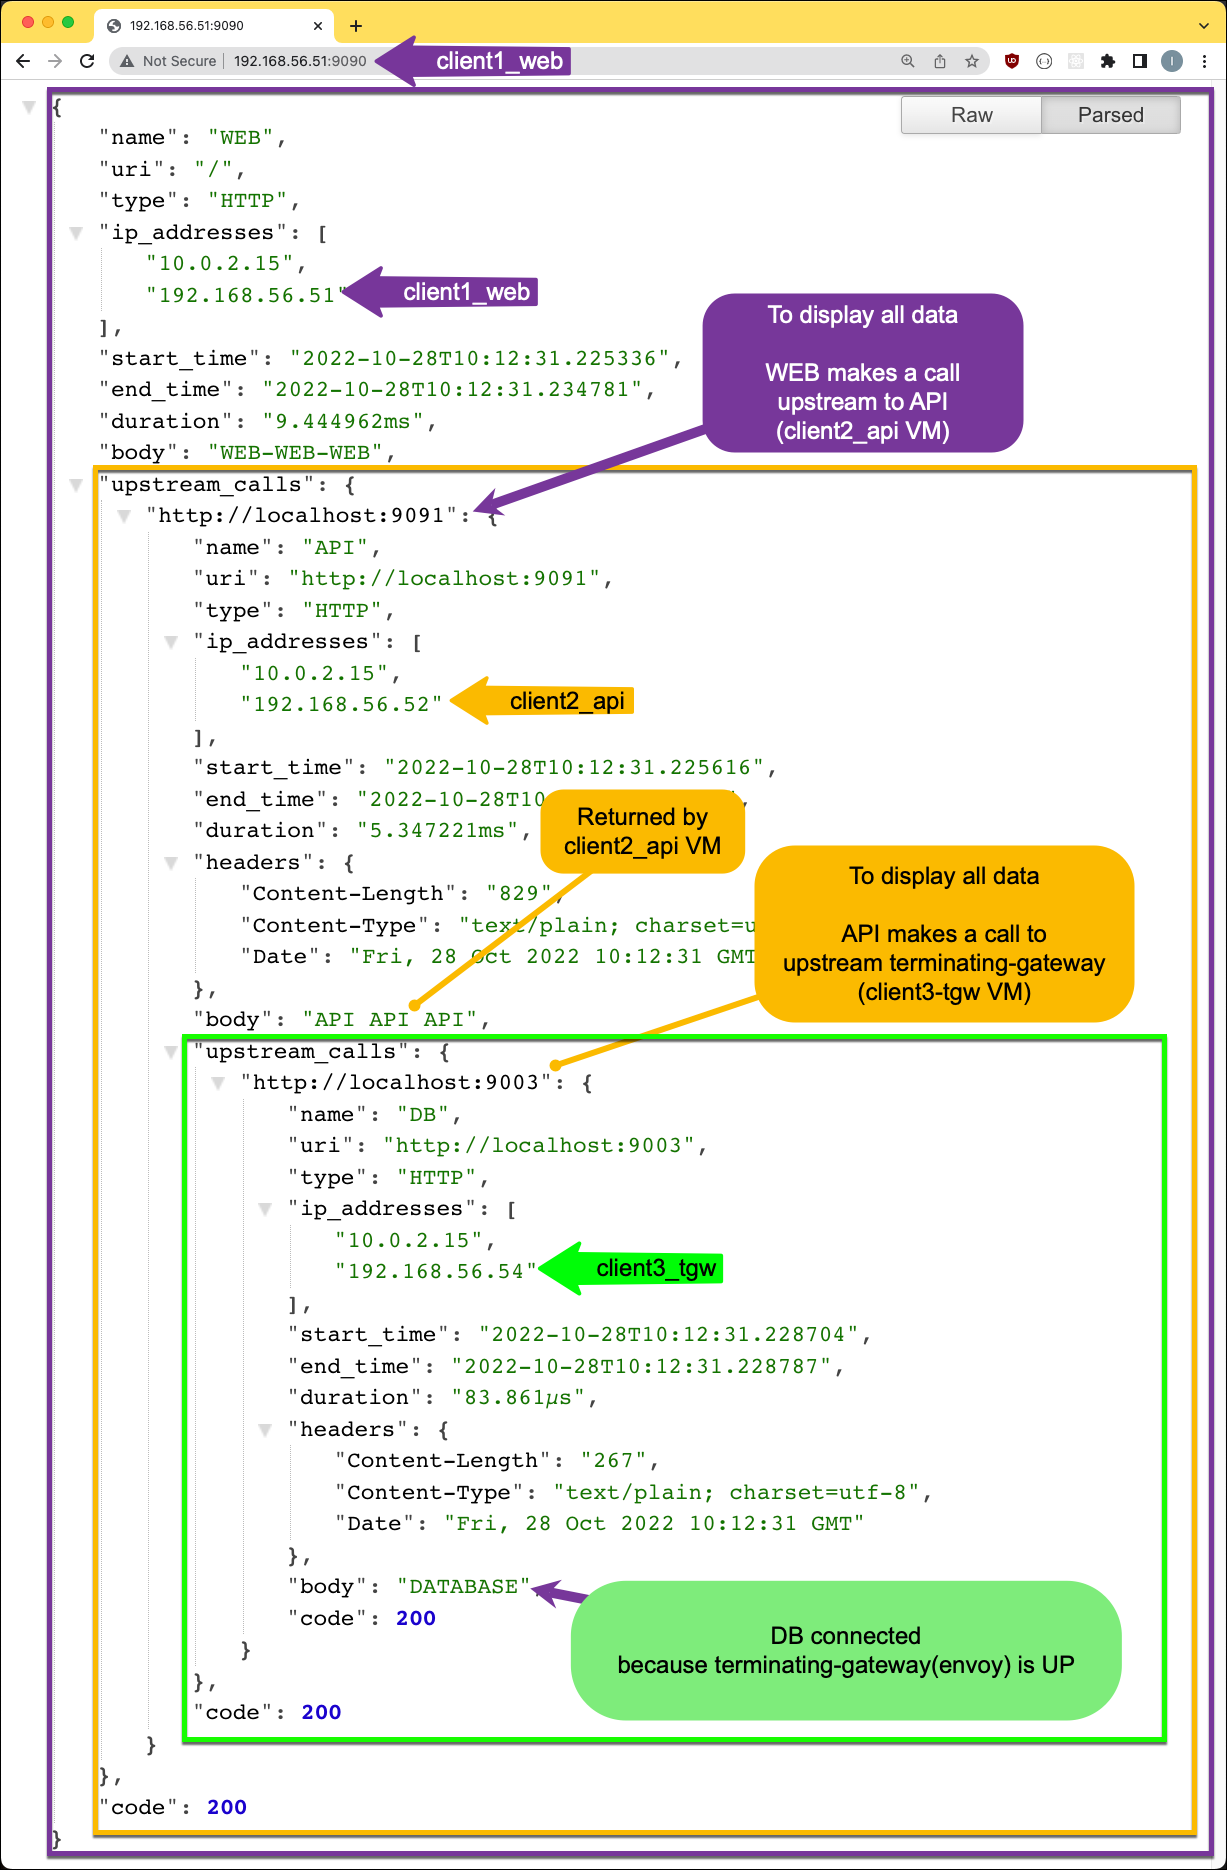 192.168.56.51:9090
Not Secure
192.168.56.51:9090
client1_web
Raw
Parsed
{
"name": "WEB",
"uri": "/",
"type": "HTTP",
"ip_addresses": [
"10.0.2.15",
"192.168.56.51"
client1_web
],
"start_time": "2022-10-28T10:12:31.225336",
"end_time": "2022-10-28T10:12:31.234781",
"duration": "9.444962ms",
"body": "WEB-WEB-WEB",
To display all data
WEB makes a call
upstream to API
(client2_api VM)
"upstream_calls": {
"http://localhost:9091": {
"name": "API",
"uri": "http://localhost:9091",
"type": "HTTP",
"ip_addresses": [
"10.0.2.15",
"192.168.56.52"
client2_api
],
"start_time": "2022-10-28T10:12:31.225616",
"end_time": "2022-10-28T10
"duration": "5.347221ms",
Returned by
client2_api VM
"headers": {
"Content-Length": "829",
"Content-Type": "text/plain; charset=u
"Date": "Fri, 28 Oct 2022 10:12:31 GMT
},
"body": "API API API",
To display all data
API makes a call to
upstream terminating-gateway
(client3-tgw VM)
"upstream_calls": {
"http://localhost:9003": {
"name": "DB",
"uri": "http://localhost:9003",
"type": "HTTP",
"ip_addresses": [
"10.0.2.15",
"192.168.56.54"
client3_tgw
],
"start_time": "2022-10-28T10:12:31.228704",
"end_time": "2022-10-28T10:12:31.228787",
"duration": "83.861µs",
"headers": {
"Content-Length": "267",
"Content-Type": "text/plain; charset=utf-8",
"Date": "Fri, 28 Oct 2022 10:12:31 GMT"
},
"body": "DATABASE",
"code": 200
DB connected
because terminating-gateway(envoy) is UP
}
},
"code": 200
}
},
"code": 200
}